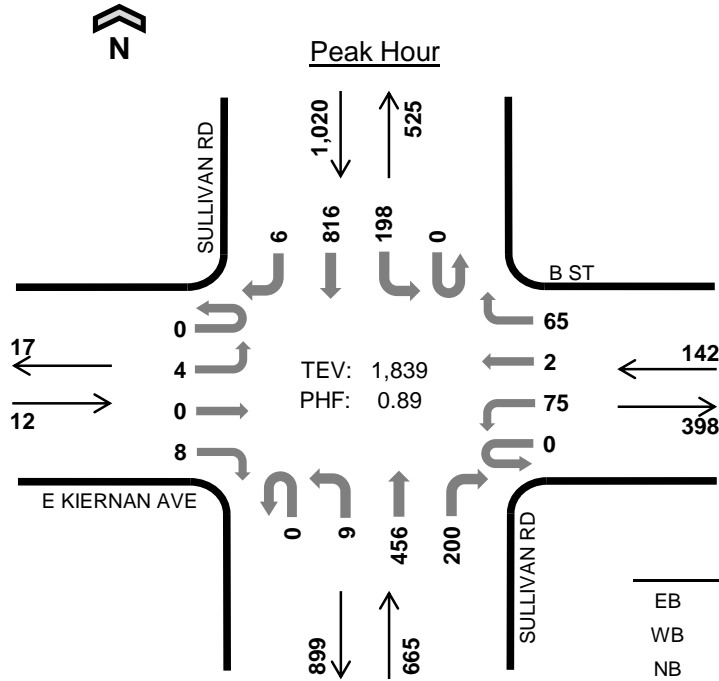 N
Peak Hour
1,020
525
SULLIVAN RD
6
816
198
0
B ST
0
65
17
4
TEV: 1,839
2
142
12
0
PHF: 0.89
75
398
8
0
E KIERNAN AVE
0
9
456
200
SULLIVAN RD
899
665
EB
WB
NB